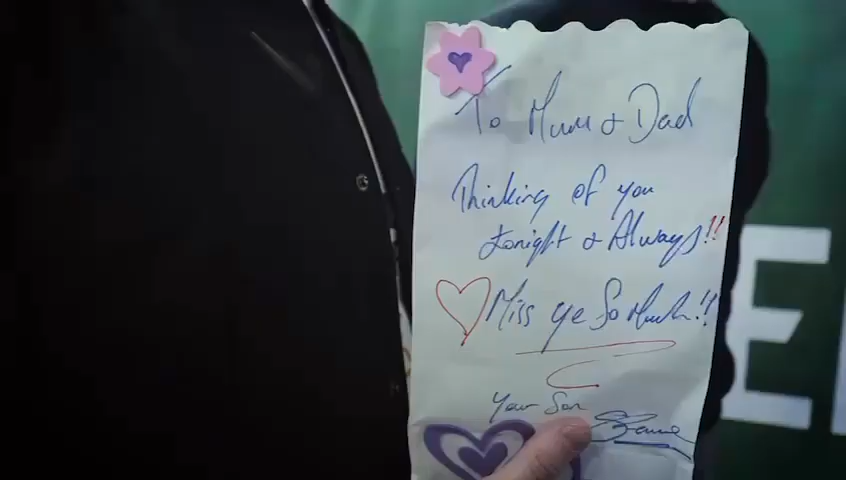 To Mum & Dad
Thinking of you
tonight & Always!!
Miss ye So Much!!
Your Son
E